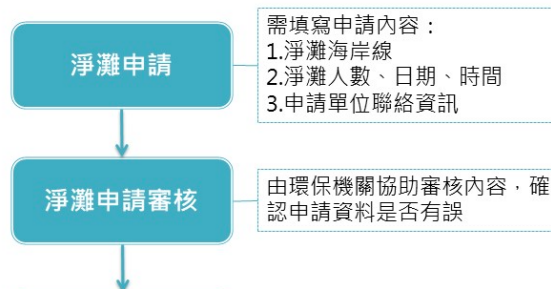 淨灘申請
需填寫申請內容：
1.淨灘海岸線
2.淨灘人數、日期、時間
3.申請單位聯絡資訊
淨灘申請審核
由環保機關協助審核內容，確
認申請資料是否有誤